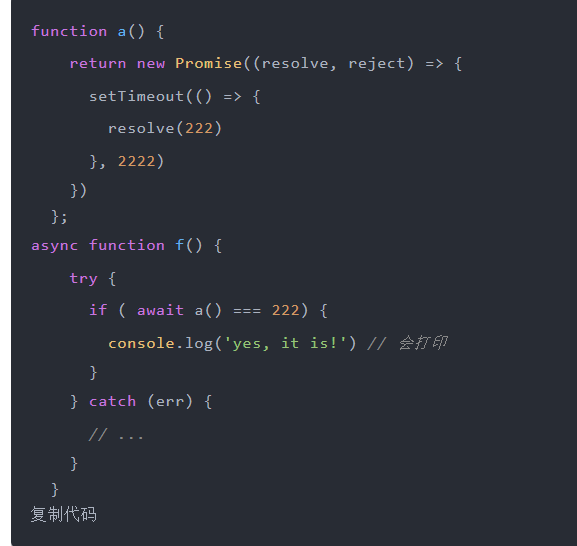 function a() {
    return new Promise((resolve, reject) => {
      setTimeout(() => {
        resolve(222)
      }, 2222)
    })
  };
async function f() {
    try {
      if ( await a() === 222) {
        console.log('yes, it is!') // 会打印
      }
    } catch (err) {
      // ...
    }
  }
复制代码